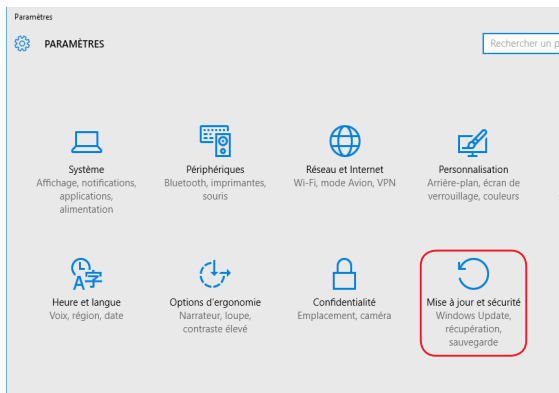 Paramètres
PARAMÈTRES
Rechercher un p
Système
Affichage, notifications,
applications,
alimentation
Périphériques
Bluetooth, imprimantes,
souris
Réseau et Internet
Wi-Fi, mode Avion, VPN
Personnalisation
Arrière-plan, écran de
verrouillage, couleurs
A字
Heure et langue
Voix, région, date
Options d'ergonomie
Narrateur, loupe,
contraste élevé
Confidentialité
Emplacement, caméra
Mise à jour et sécurité
Windows Update,
récupération,
sauvegarde